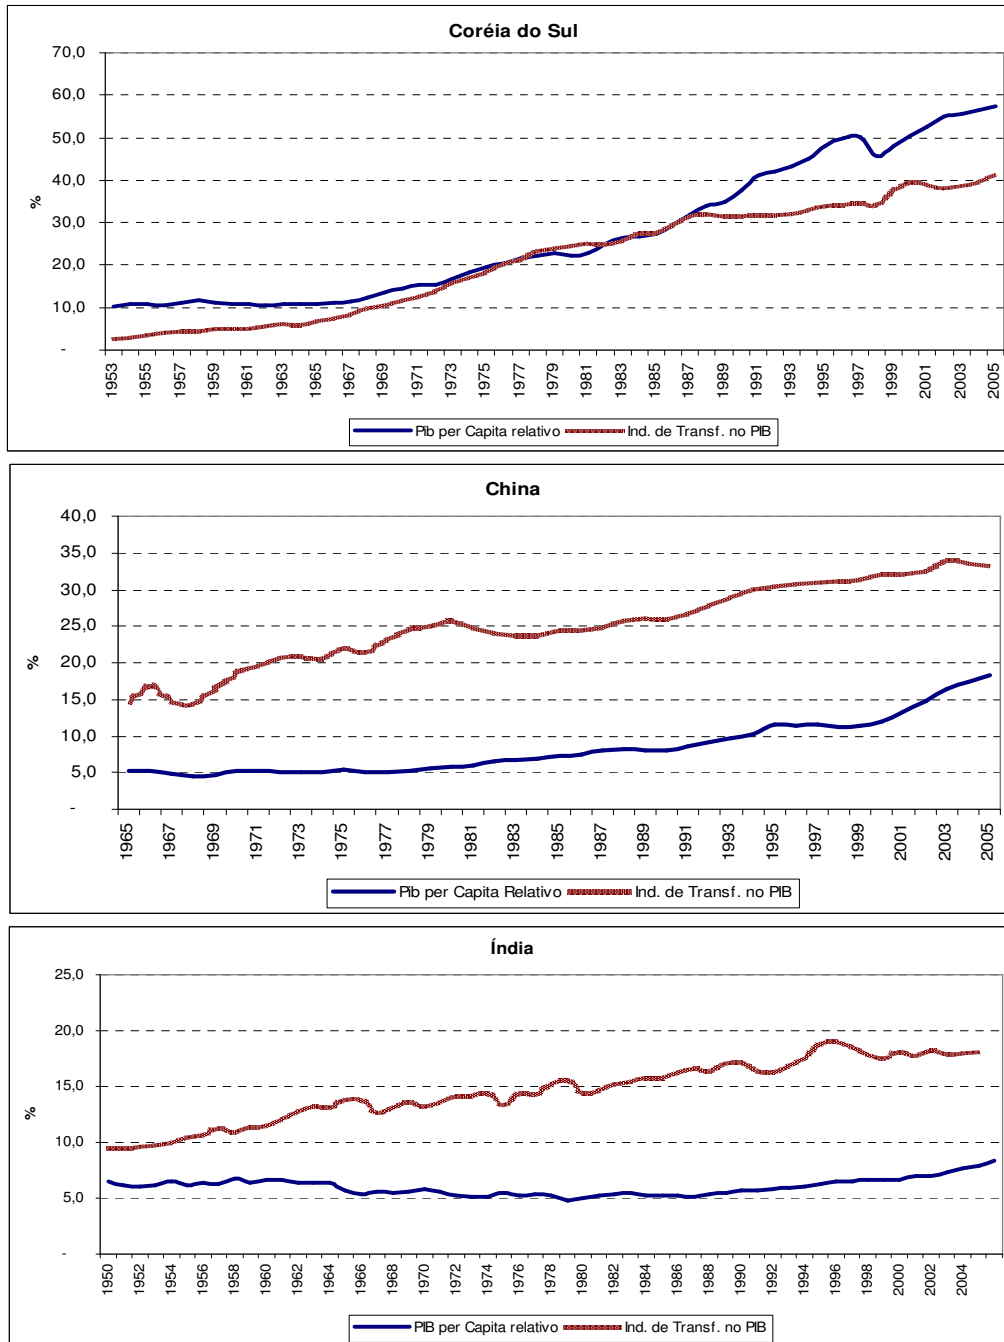 Coréia do Sul
70,0
60,0
50,0
40,0
30,0
20,0
10,0
-
%
1953 1955 1957 1959 1961 1963 1965 1967 1969 1971 1973 1975 1977 1979 1981 1983 1985 1987 1989 1991 1993 1995 1997 1999 2001 2003 2005
Pib per Capita relativo Ind. de Transf. no PIB
China
40,0
35,0
30,0
25,0
20,0
15,0
10,0
5,0
-
%
1965 1967 1969 1971 1973 1975 1977 1979 1981 1983 1985 1987 1989 1991 1993 1995 1997 1999 2001 2003 2005
Pib per Capita Relativo Ind. de Transf. no PIB
Índia
25,0
20,0
15,0
10,0
5,0
-
%
1950 1952 1954 1956 1958 1960 1962 1964 1966 1968 1970 1972 1974 1976 1978 1980 1982 1984 1986 1988 1990 1992 1994 1996 1998 2000 2002 2004
PIB per Capita relativo Ind. de Transf. no PIB